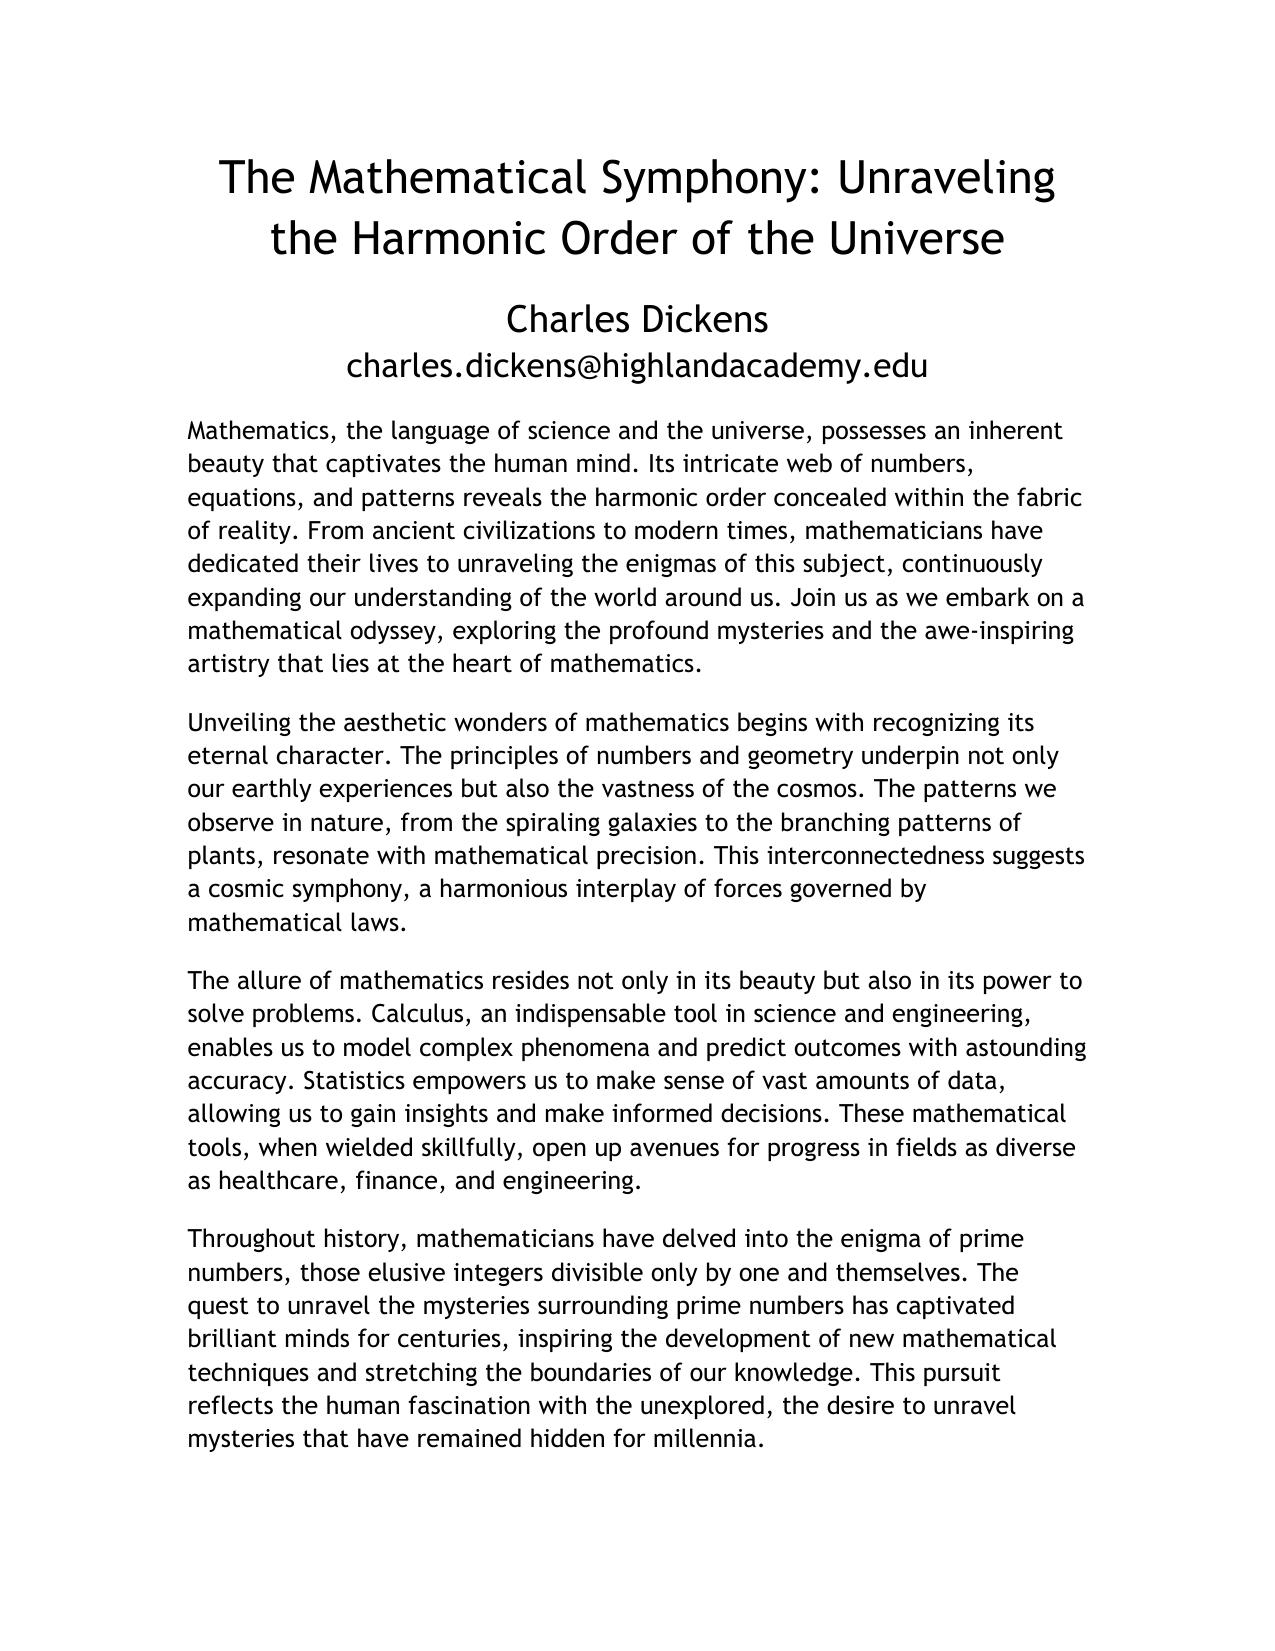 The Mathematical Symphony: Unraveling
the Harmonic Order of the Universe
Charles Dickens
charles.dickens@highlandacademy.edu
Mathematics, the language of science and the universe, possesses an inherent
beauty that captivates the human mind. Its intricate web of numbers,
equations, and patterns reveals the harmonic order concealed within the fabric
of reality. From ancient civilizations to modern times, mathematicians have
dedicated their lives to unraveling the enigmas of this subject, continuously
expanding our understanding of the world around us. Join us as we embark on a
mathematical odyssey, exploring the profound mysteries and the awe-inspiring
artistry that lies at the heart of mathematics.
Unveiling the aesthetic wonders of mathematics begins with recognizing its
eternal character. The principles of numbers and geometry underpin not only
our earthly experiences but also the vastness of the cosmos. The patterns we
observe in nature, from the spiraling galaxies to the branching patterns of
plants, resonate with mathematical precision. This interconnectedness suggests
a cosmic symphony, a harmonious interplay of forces governed by
mathematical laws.
The allure of mathematics resides not only in its beauty but also in its power to
solve problems. Calculus, an indispensable tool in science and engineering,
enables us to model complex phenomena and predict outcomes with astounding
accuracy. Statistics empowers us to make sense of vast amounts of data,
allowing us to gain insights and make informed decisions. These mathematical
tools, when wielded skillfully, open up avenues for progress in fields as diverse
as healthcare, finance, and engineering.
Throughout history, mathematicians have delved into the enigma of prime
numbers, those elusive integers divisible only by one and themselves. The
quest to unravel the mysteries surrounding prime numbers has captivated
brilliant minds for centuries, inspiring the development of new mathematical
techniques and stretching the boundaries of our knowledge. This pursuit
reflects the human fascination with the unexplored, the desire to unravel
mysteries that have remained hidden for millennia.